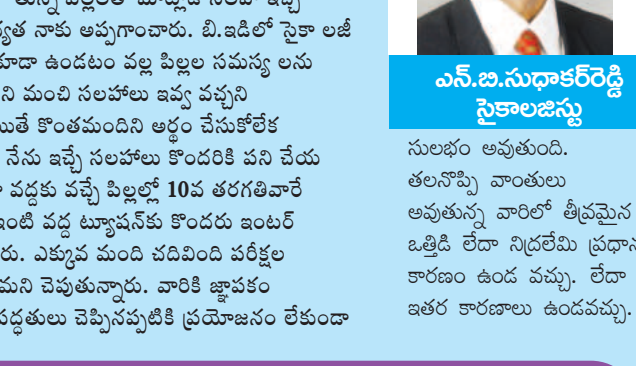 తున్న పిల్లలతో
యత నాకు అప్పగాంచారు. బి.ఇడిలో సైకా లజీ
కూడా ఉండటం వల్ల పిల్లల సమస్య లను
ని మంచి సలహాలు ఇవ్వ వచ్చని
యితే కొంతమందిని అర్థం చేసుకోలేక
నేను ఇచ్చే సలహాలు కొందరికి పని చేయ
వద్దకు వచ్చే పిల్లల్లో 10వ తరగతివారే
ఇంటి వద్ద ట్యూషన్‌కు కొందరు ఇంటర్
రు. ఎక్కువ మంది చదివింది పరీక్షల
మని చెపుతున్నారు. వారికి జ్ఞాపకం
పద్ధతులు చెప్పినప్పటికి ప్రయోజనం లేకుండా
ఎన్.బి.సుధాకర్‌రెడ్డి
సైకాలజిస్టు
సులభం అవుతుంది.
తలనొప్పి వాంతులు
అవుతున్న వారిలో తీవ్రమైన
ఒత్తిడి లేదా నిద్రలేమి ప్రధాన
కారణం ఉండ వచ్చు. లేదా
ఇతర కారణాలు ఉండవచ్చు.